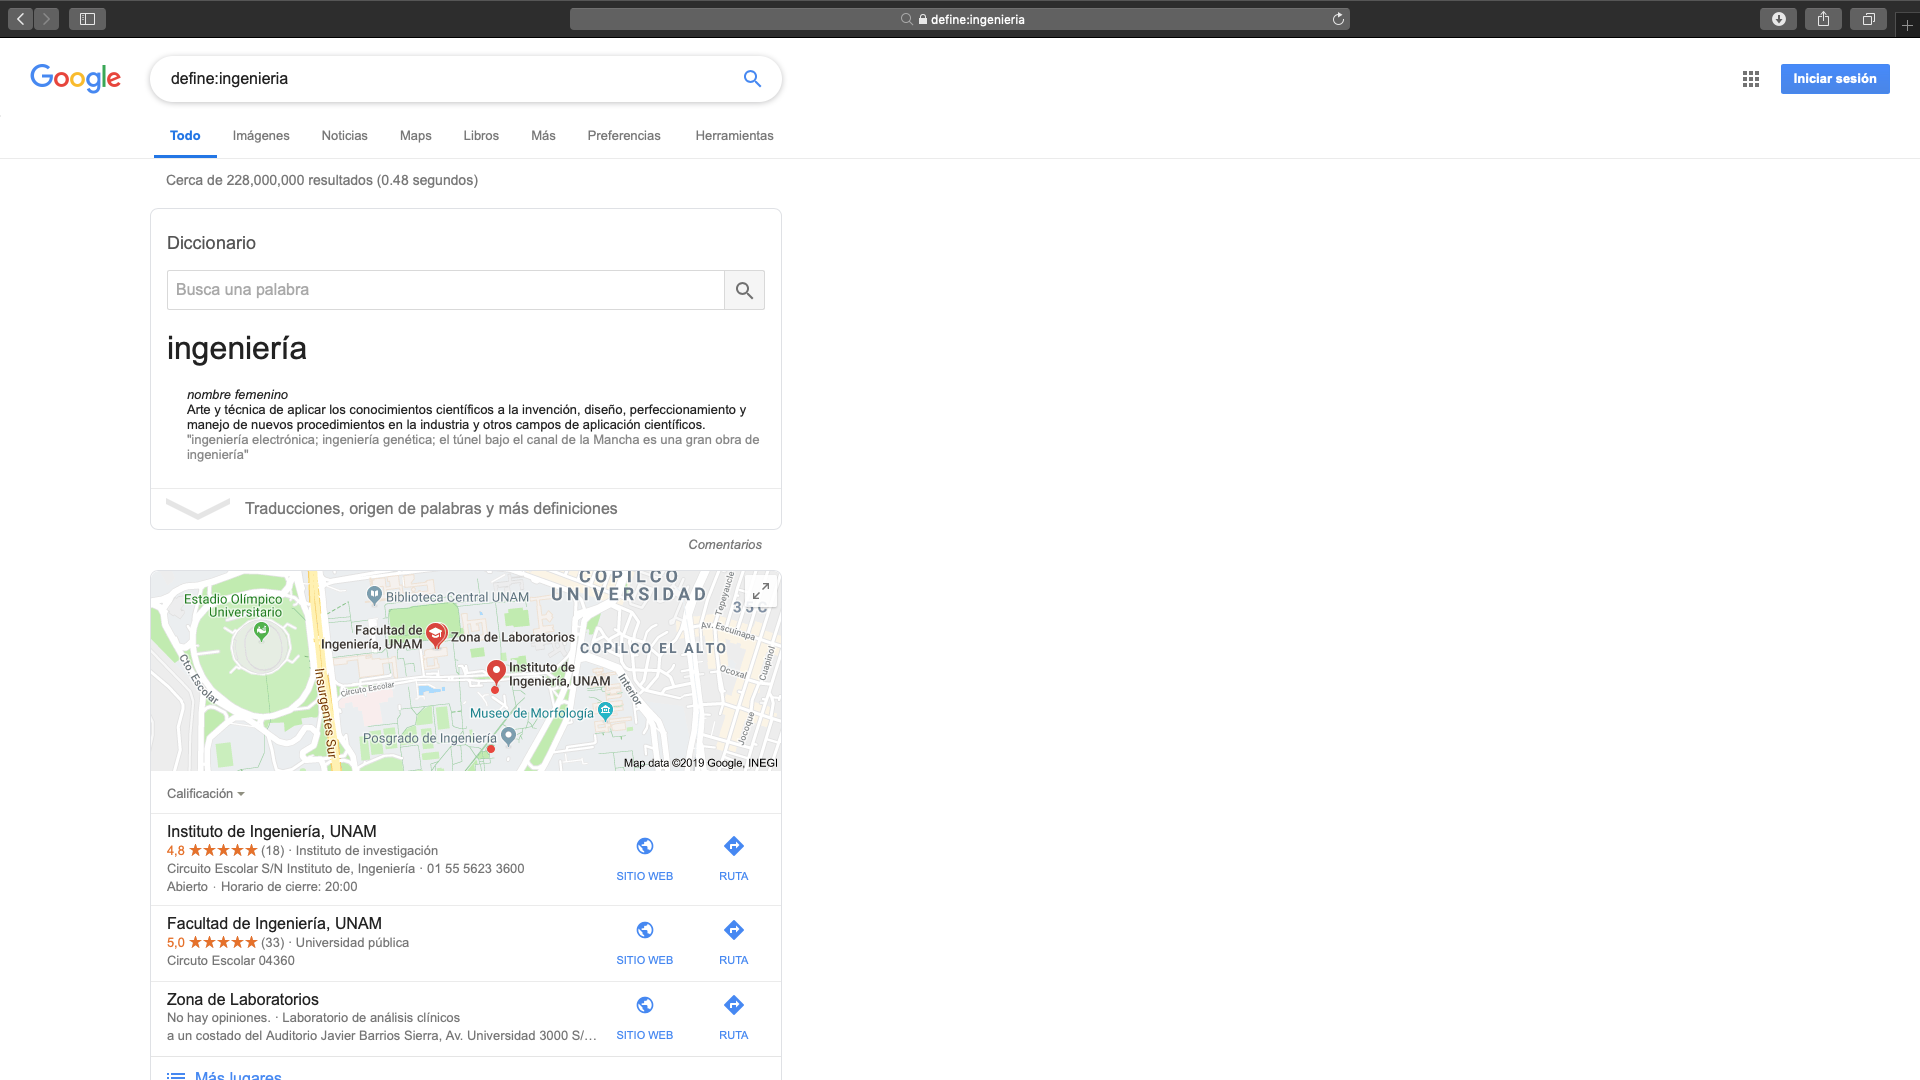 define:ingenieria
Google
define:ingenieria
Iniciar sesión
Todo
Imágenes
Noticias
Maps
Libros
Más
Preferencias
Herramientas
Cerca de 228,000,000 resultados (0.48 segundos)
Diccionario
Busca una palabra
ingeniería
nombre femenino
Arte y técnica de aplicar los conocimientos científicos a la invención, diseño, perfeccionamiento y
manejo de nuevos procedimientos en la industria y otros campos de aplicación científicos.
"ingeniería electrónica; ingeniería genética; el túnel bajo el canal de la Mancha es una gran obra de
ingeniería"
Traducciones, origen de palabras y más definiciones
Comentarios
COPILCO
UNIVERSIDAD
Estadio Olímpico
Universitario
Biblioteca Central UNAM
Tepeyaucle
35C
Av. Escuinapa
Facultad de
Ingeniería, UNAM
Zona de Laboratorios
COPILCO EL ALTO
Instituto de
Ingeniería, UNAM
Cto. Escolar
Insurgentes Sur
Circuito Escolar
Interior
Ocoxal
Cuapinol
Jocoque
Museo de Morfología
Posgrado de Ingeniería
Map data ©2019 Google, INEGI
Calificación
Instituto de Ingeniería, UNAM
4,8 ★★★★★ (18) · Instituto de investigación
Circuito Escolar S/N Instituto de, Ingeniería · 01 55 5623 3600
Abierto · Horario de cierre: 20:00
SITIO WEB
RUTA
Facultad de Ingeniería, UNAM
5,0 ★★★★★ (33) · Universidad pública
Circuto Escolar 04360
SITIO WEB
RUTA
Zona de Laboratorios
No hay opiniones. · Laboratorio de análisis clínicos
a un costado del Auditorio Javier Barrios Sierra, Av. Universidad 3000 S/...
SITIO WEB
RUTA
Más lugares